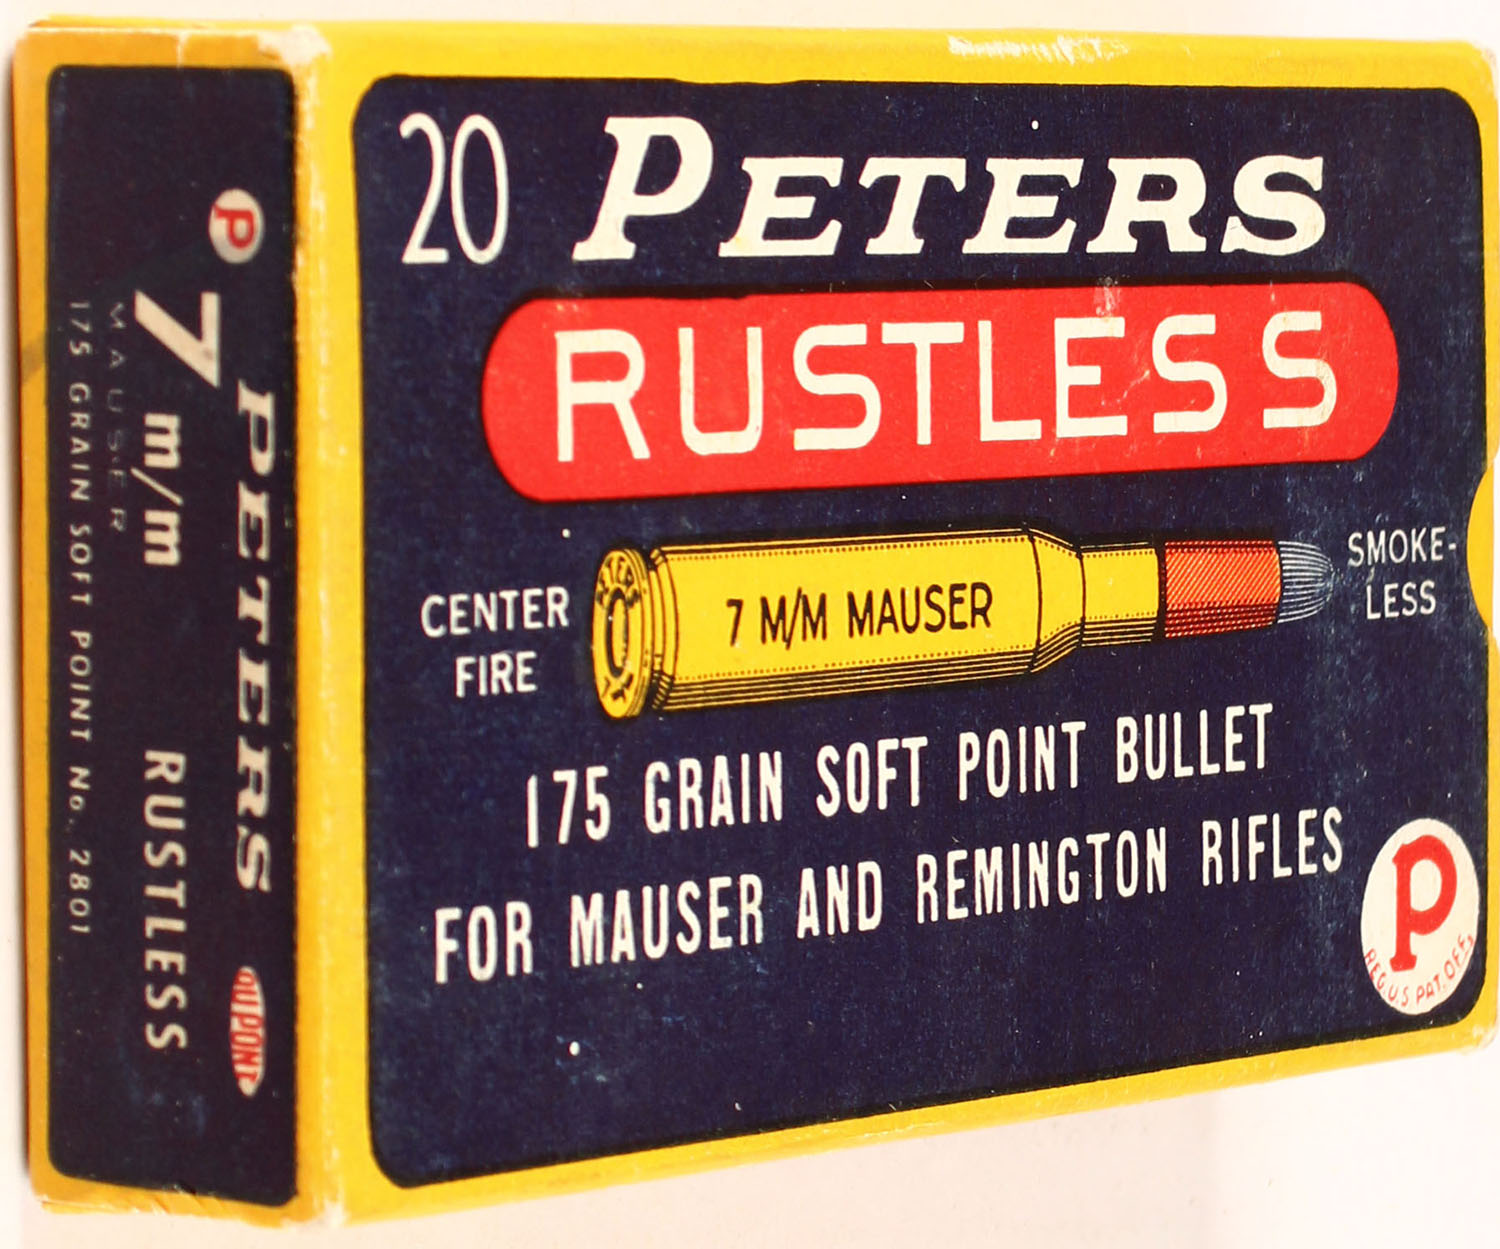 20 PETERS
RUSTLESS
CENTER
FIRE
7 M/M MAUSER
SMOKE-
LESS
175 GRAIN SOFT POINT BULLET
FOR MAUSER AND REMINGTON RIFLES
P
REG. U.S. PAT. OFF.
P PETERS DUPONT
7 m/m RUSTLESS
MAUSER
175 GRAIN SOFT POINT No. 2801